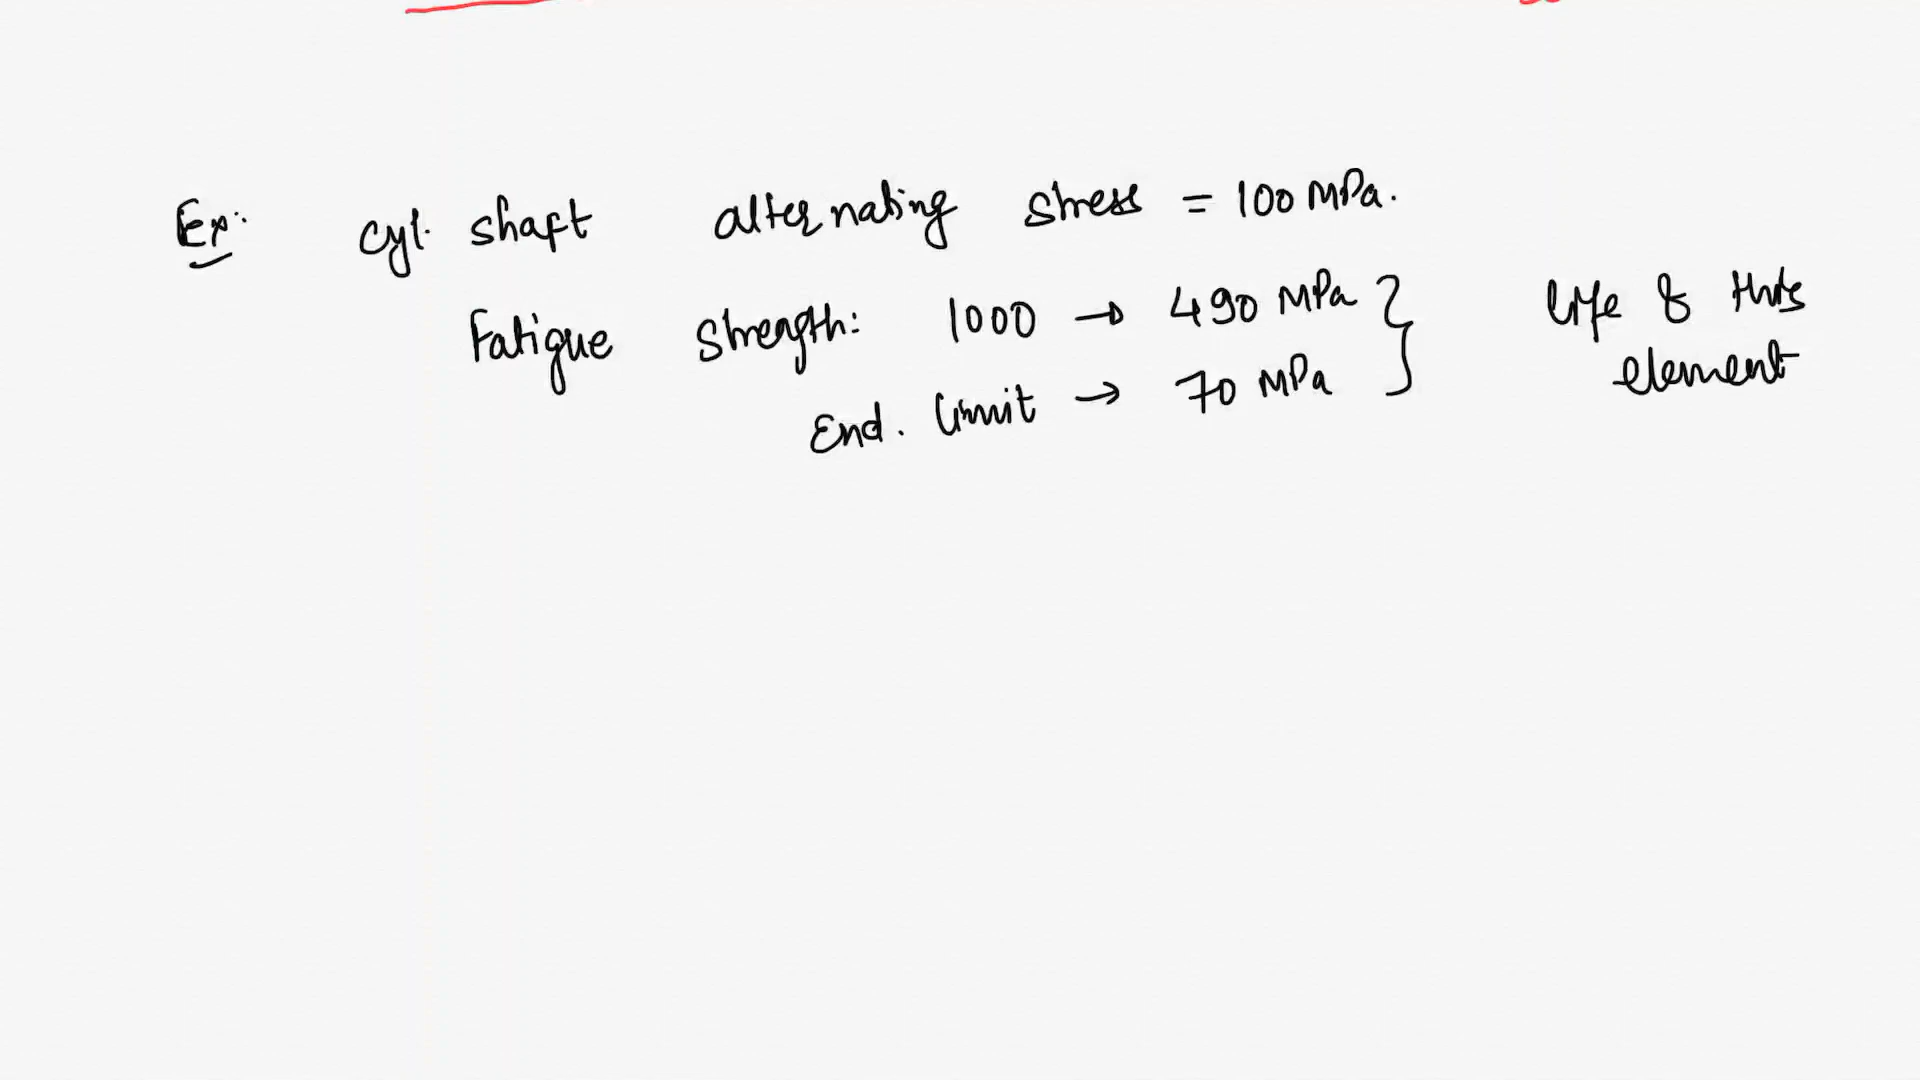 Ex:
cyl. shaft alternating stress = 100 MPa.
Fatigue strength: 1000 → 490 MPa
End. limit → 70 MPa
life of this
element